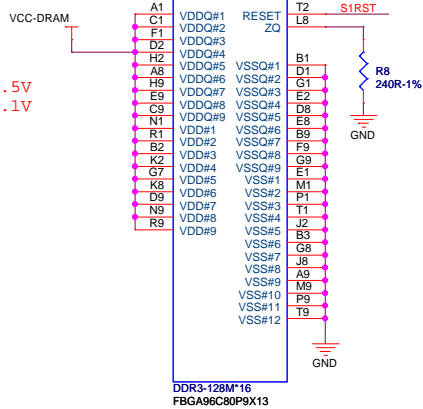 A1 VDDQ#1 RESET T2 S1RST
VCC-DRAM C1 VDDQ#2 ZQ L8
F1 VDDQ#3
D2 VDDQ#4
H2 VDDQ#5 VSSQ#1 B1
A8 VDDQ#6 VSSQ#2 D1 R8
.5V H9 VDDQ#7 VSSQ#3 G1 240R-1%
.1V E9 VDDQ#8 VSSQ#4 E2
C9 VDDQ#9 VSSQ#5 D8
N1 VDD#1 VSSQ#6 E8 GND
R1 VDD#2 VSSQ#7 B9
B2 VDD#3 VSSQ#8 F9
K2 VDD#4 VSSQ#9 G9
G7 VDD#5 VSS#1 E1
K8 VDD#6 VSS#2 M1
D9 VDD#7 VSS#3 P1
N9 VDD#8 VSS#4 T1
R9 VDD#9 VSS#5 J2
VSS#6 B3
VSS#7 G8
VSS#8 J8
VSS#9 A9
VSS#10 M9
VSS#11 P9
VSS#12 T9
GND
DDR3-128M*16
FBGA96C80P9X13